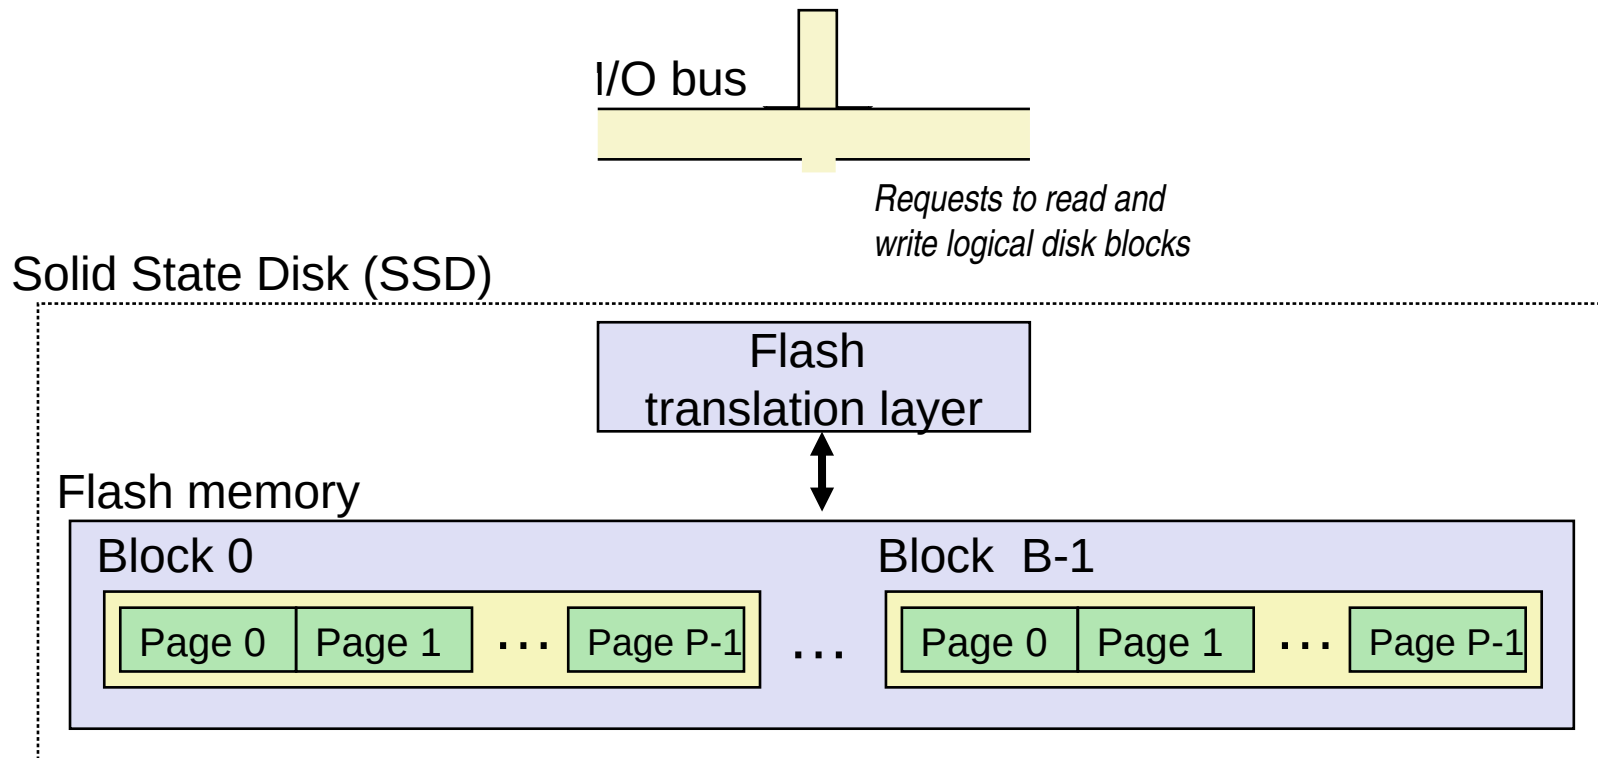 I/O bus
Requests to read and
write logical disk blocks
Solid State Disk (SSD)
Flash
translation layer
Flash memory
Block 0
Block B-1
Page 0 Page 1 ... Page P-1 ... Page 0 Page 1 ... Page P-1